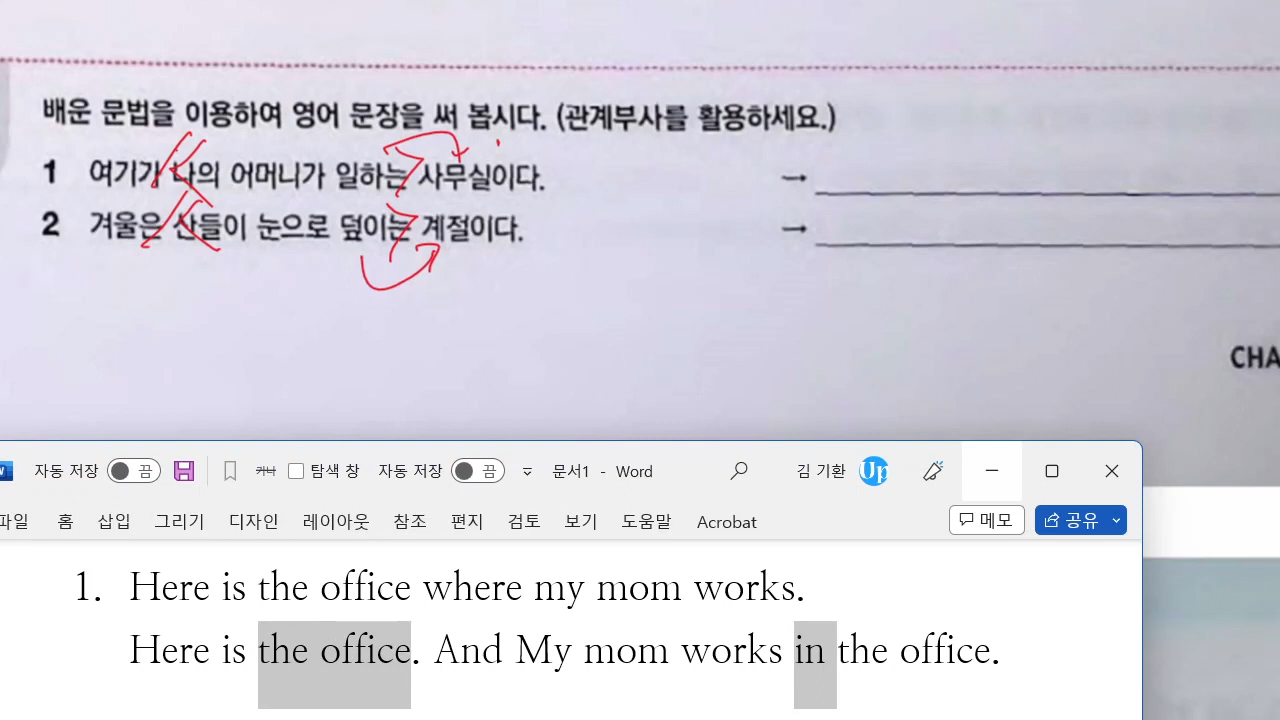 배운 문법을 이용하여 영어 문장을 써 봅시다. (관계부사를 활용하세요.)
1 여기가 나의 어머니가 일하는 사무실이다. →
2 겨울은 산들이 눈으로 덮이는 계절이다. →
CHA
자동 저장 끔 가나 탐색 창 자동 저장 끔 문서1 - Word 김 기환 Up
파일 홈 삽입 그리기 디자인 레이아웃 참조 편지 검토 보기 도움말 Acrobat 메모 공유
1. Here is the office where my mom works.
Here is the office. And My mom works in the office.